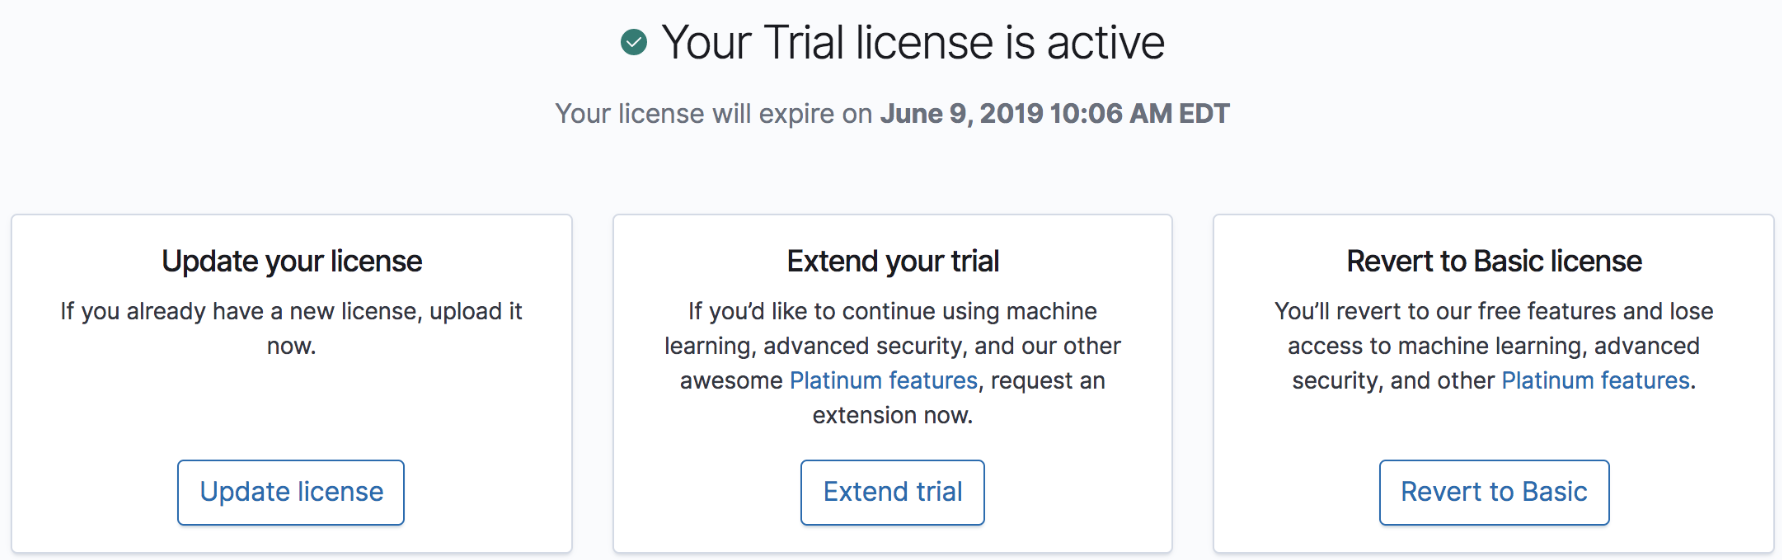 Your Trial license is active
Your license will expire on June 9, 2019 10:06 AM EDT
Update your license
If you already have a new license, upload it
now.
Update license
Extend your trial
If you’d like to continue using machine
learning, advanced security, and our other
awesome Platinum features, request an
extension now.
Extend trial
Revert to Basic license
You’ll revert to our free features and lose
access to machine learning, advanced
security, and other Platinum features.
Revert to Basic